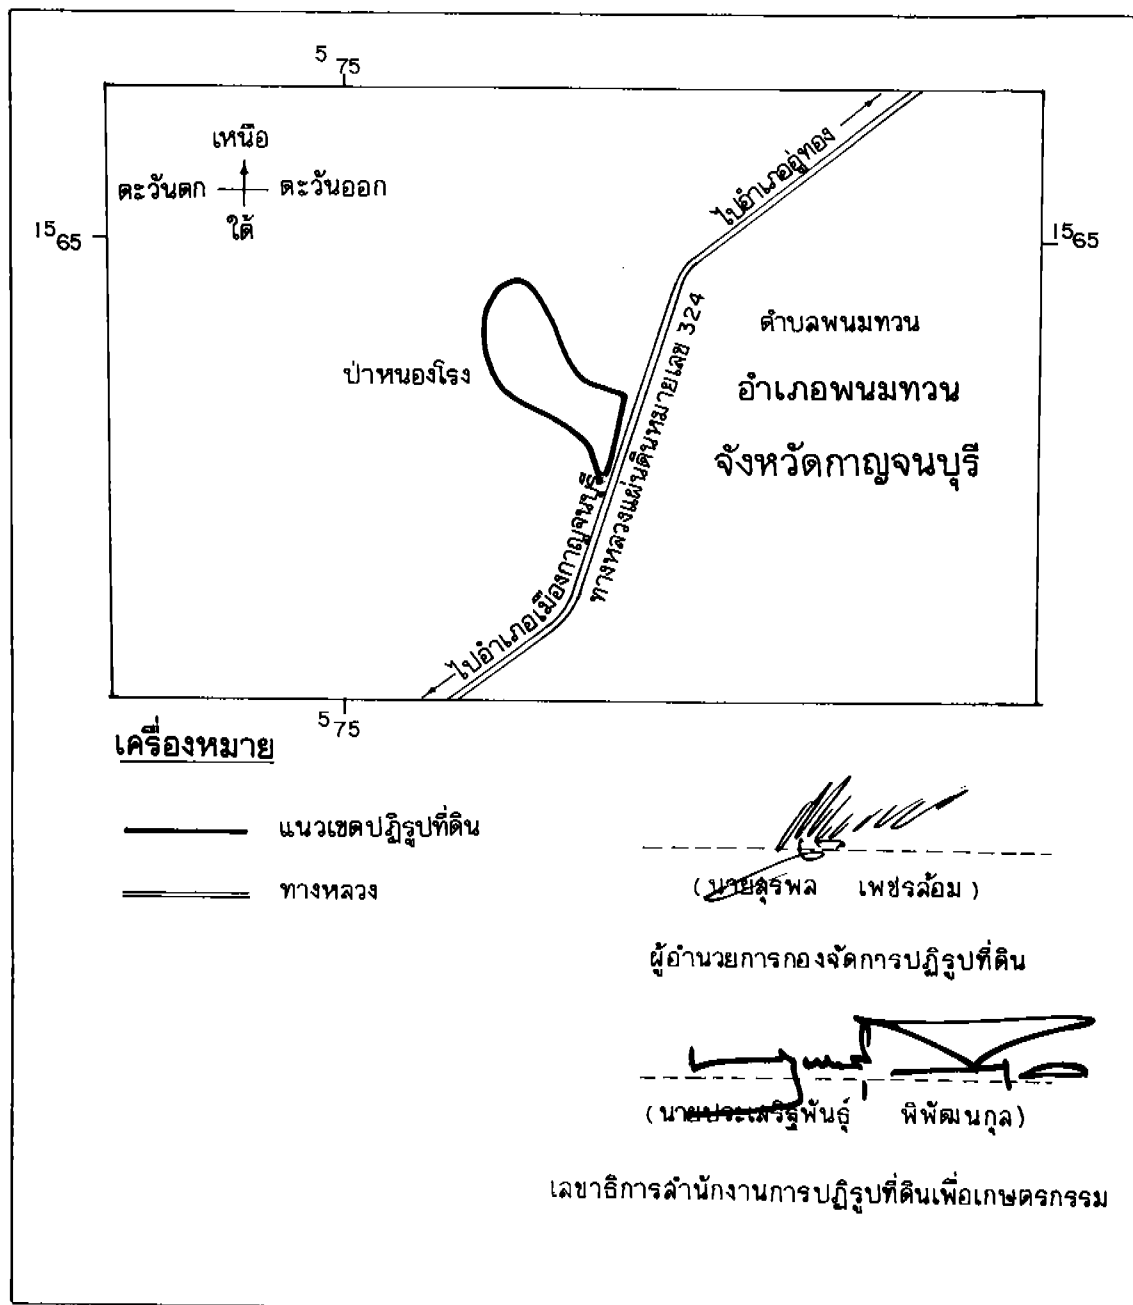 5 75
เหนือ
ตะวันตก ตะวันออก
ใต้
1565
1565
ไปอำเภออู่ทอง
ป่าหนองโรง
ทางหลวงแผ่นดินหมายเลข 324
ตำบลพนมทวน
อำเภอพนมทวน
จังหวัดกาญจนบุรี
ไปอำเภอเมืองกาญจนบุรี
5 75
เครื่องหมาย
แนวเขตปฏิรูปที่ดิน
ทางหลวง
(นายสุรพล เพชรล้อม)
ผู้อำนวยการกองจัดการปฏิรูปที่ดิน
(นายประเสริฐพันธุ์ พิพัฒนกุล)
เลขาธิการสำนักงานการปฏิรูปที่ดินเพื่อเกษตรกรรม